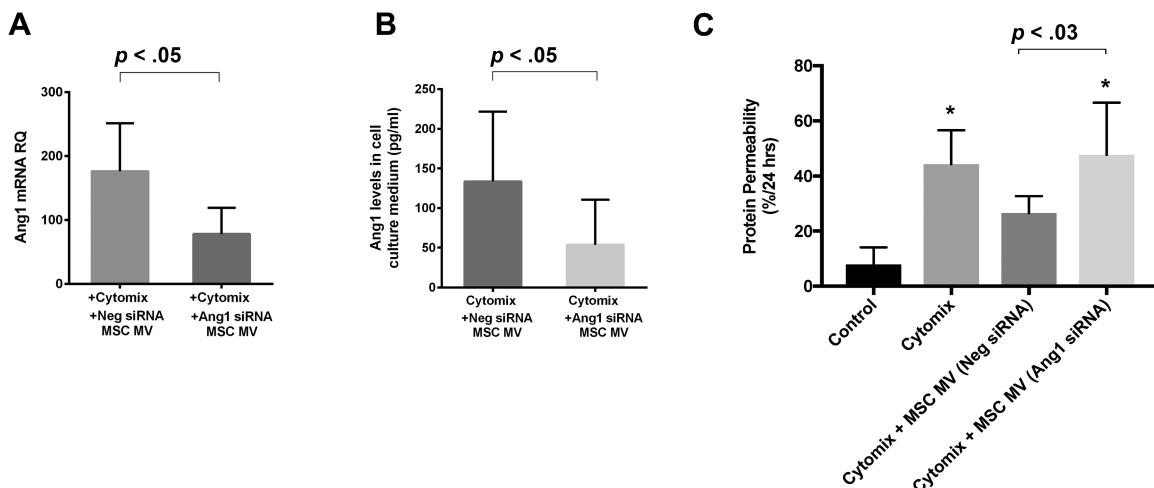 A
p < .05
Ang1 mRNA RQ
300
200
100
0
+Cytomix
+Neg siRNA
MSC MV
+Cytomix
+Ang1 siRNA
MSC MV
B
p < .05
Ang1 levels in cell
culture medium (pg/ml)
250
200
150
100
50
0
Cytomix
+Neg siRNA
MSC MV
Cytomix
+Ang1 siRNA
MSC MV
C
p < .03
Protein Permeability
(%/24 hrs)
80
60
40
20
0
*
*
Control
Cytomix
Cytomix + MSC MV (Neg siRNA)
Cytomix + MSC MV (Ang1 siRNA)